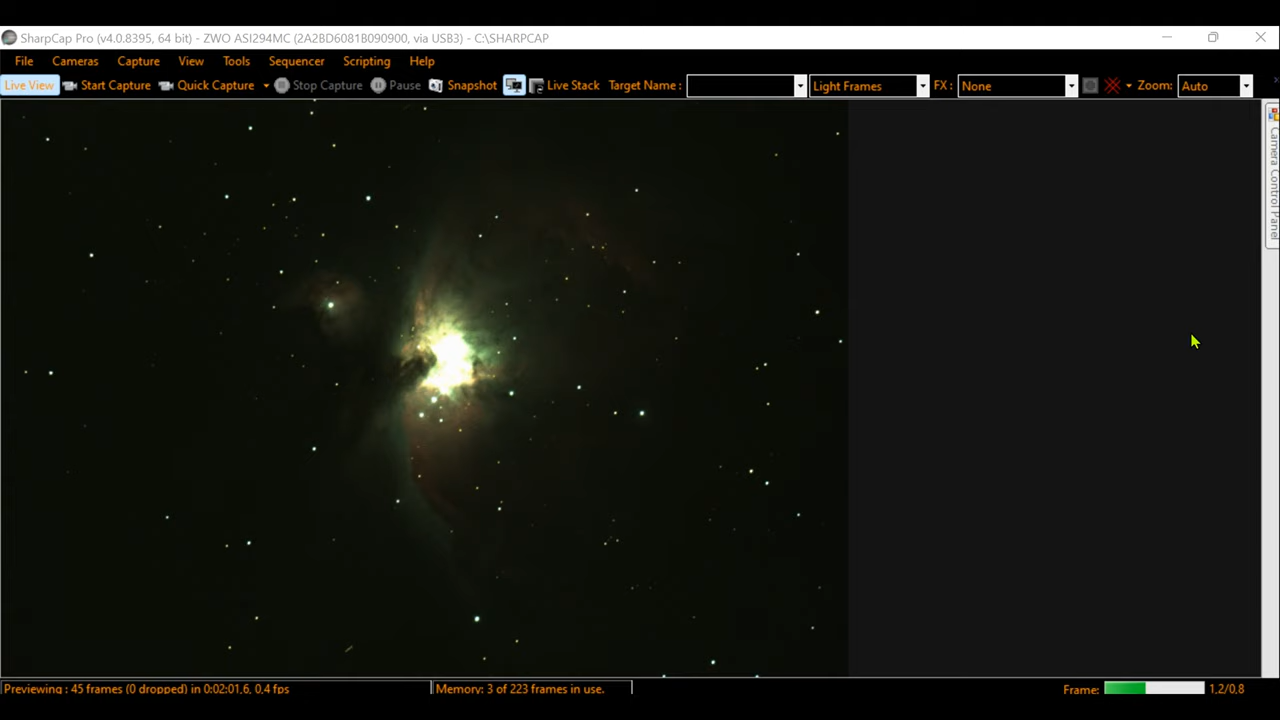 SharpCap Pro (v4.0.8395, 64 bit) - ZWO ASI294MC (2A2BD6081B090900, via USB3) - C:\SHARPCAP
File Cameras Capture View Tools Sequencer Scripting Help
Live View Start Capture Quick Capture Stop Capture Pause Snapshot Live Stack Target Name : Light Frames FX : None Zoom: Auto
Camera Control Panel
Previewing : 45 frames (0 dropped) in 0:02:01.6, 0.4 fps Memory: 3 of 223 frames in use. Frame: 1.2/0.8